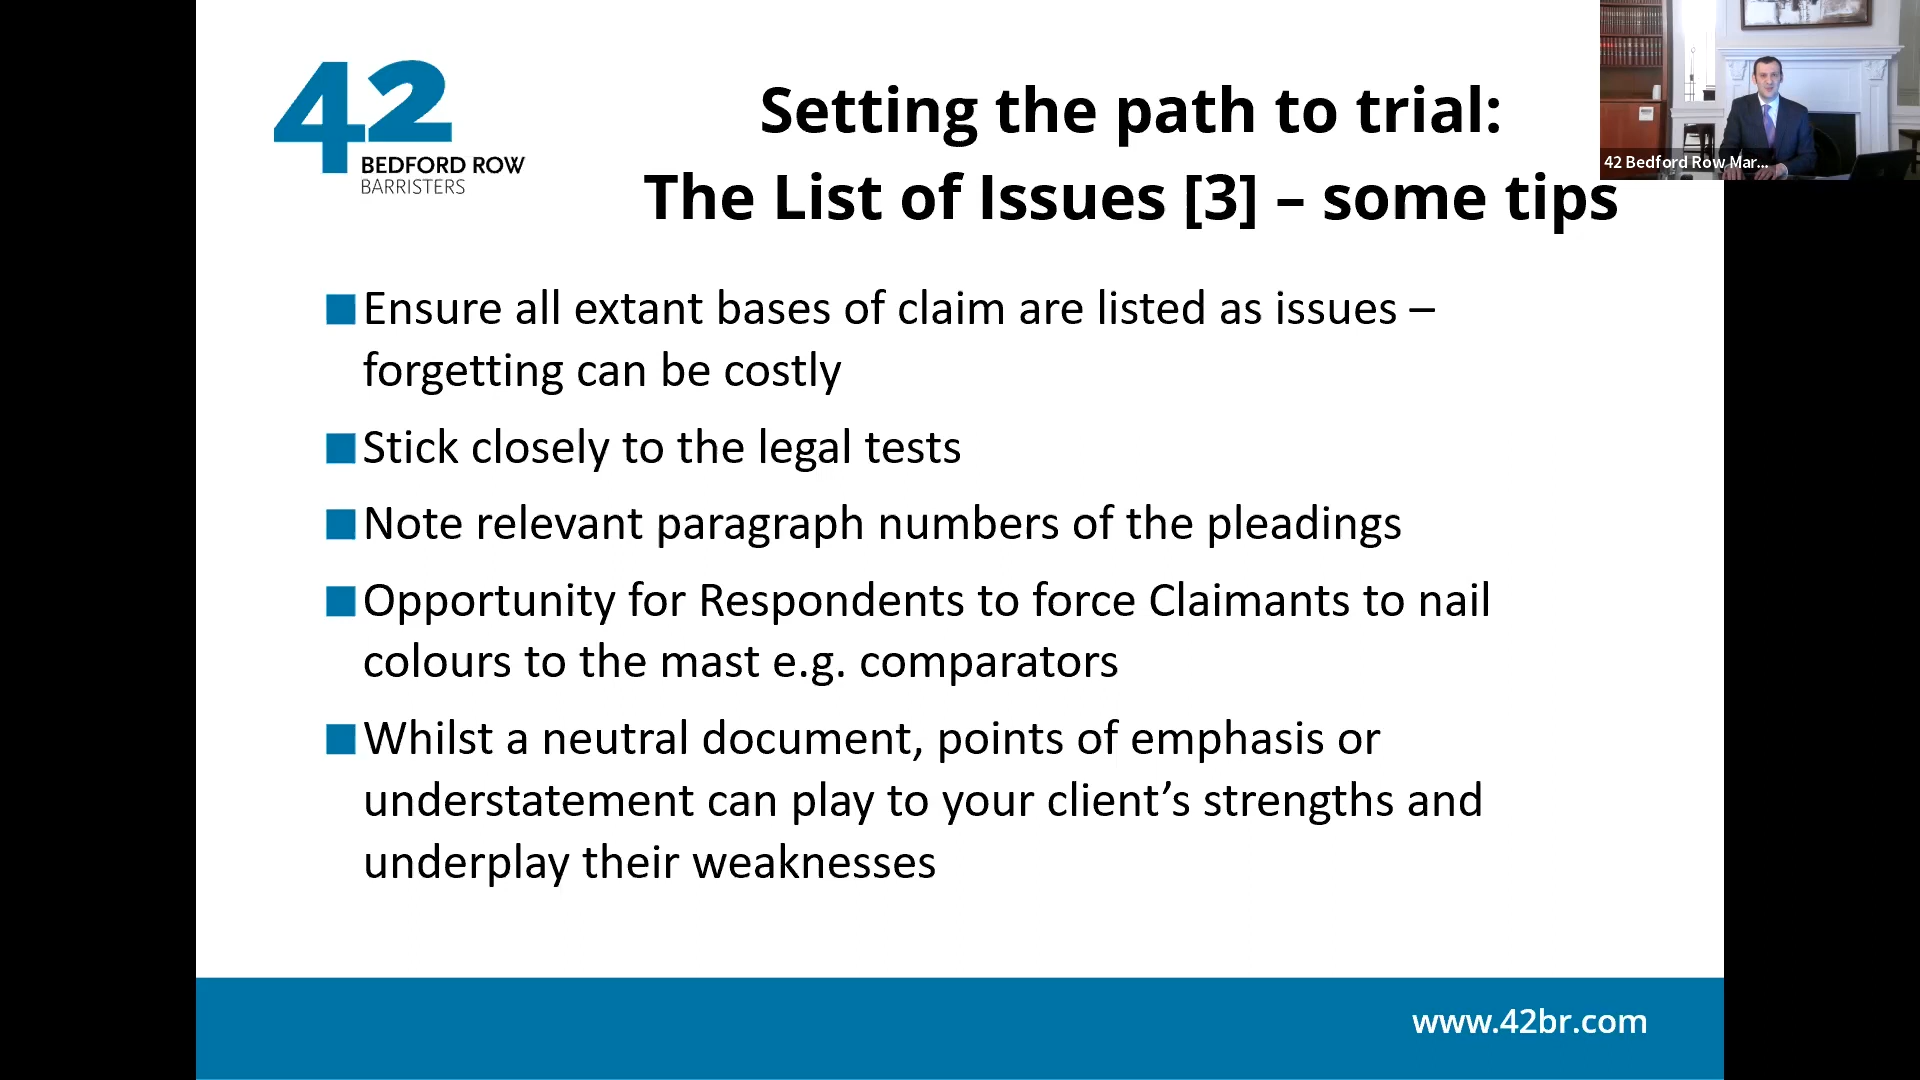 42
BEDFORD ROW
BARRISTERS
Setting the path to trial:
The List of Issues [3] – some tips
42 Bedford Row Mar...
Ensure all extant bases of claim are listed as issues –
forgetting can be costly
Stick closely to the legal tests
Note relevant paragraph numbers of the pleadings
Opportunity for Respondents to force Claimants to nail
colours to the mast e.g. comparators
Whilst a neutral document, points of emphasis or
understatement can play to your client’s strengths and
underplay their weaknesses
www.42br.com